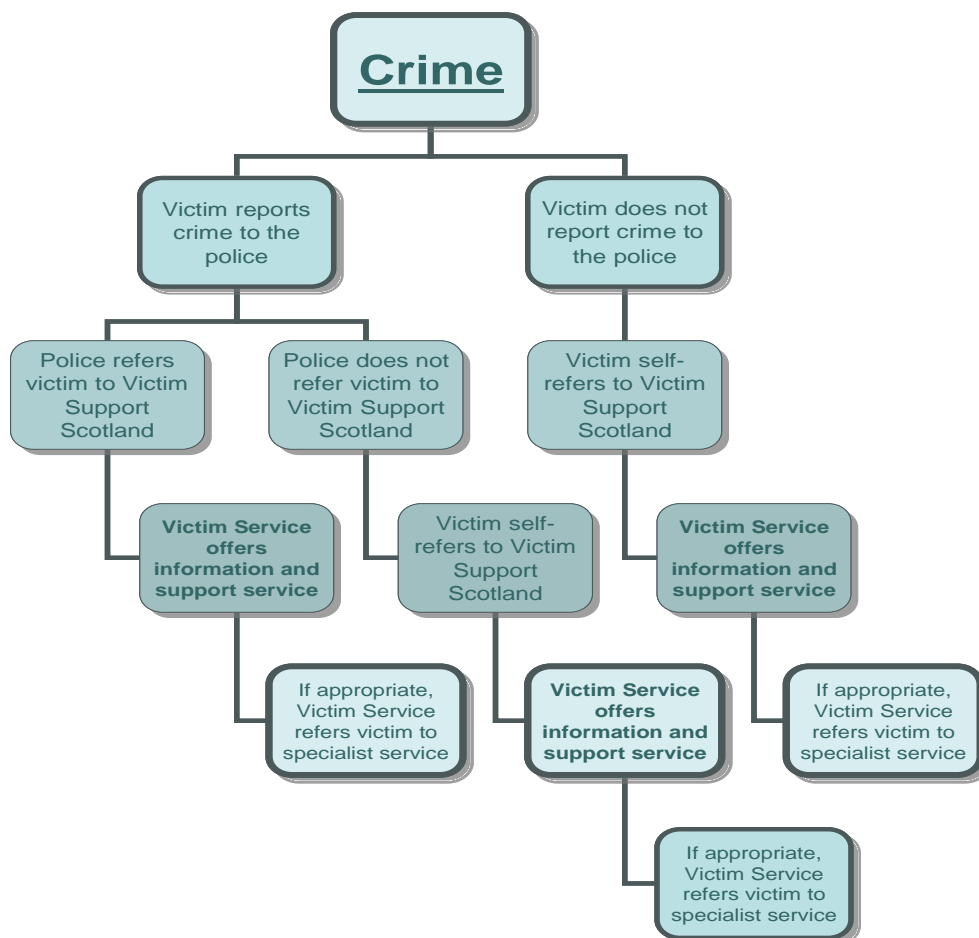 Crime
Victim reports
crime to the
police
Victim does not
report crime to
the police
Police refers
victim to Victim
Support
Scotland
Police does not
refer victim to
Victim Support
Scotland
Victim self-
refers to Victim
Support
Scotland
Victim Service
offers
information and
support service
Victim self-
refers to Victim
Support
Scotland
Victim Service
offers
information and
support service
If appropriate,
Victim Service
refers victim to
specialist service
Victim Service
offers
information and
support service
If appropriate,
Victim Service
refers victim to
specialist service
If appropriate,
Victim Service
refers victim to
specialist service